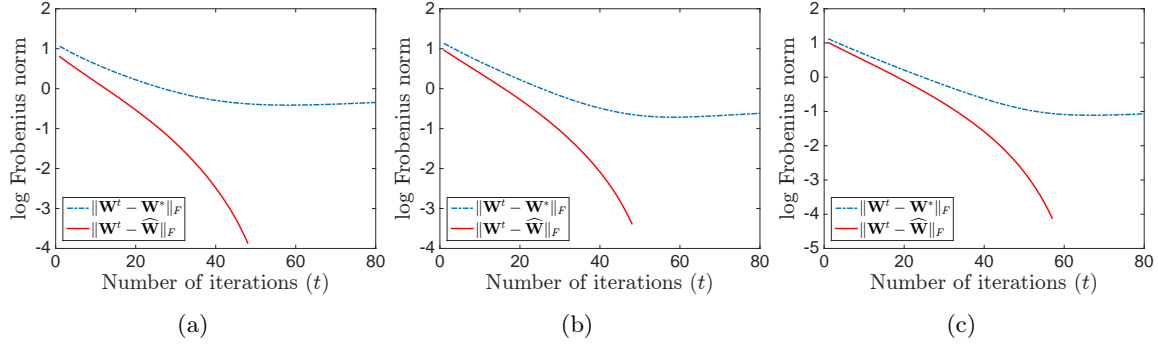 log Frobenius norm
2
1
0
-1
-2
-3
-4
0
20
40
60
80
‖W^t − W^*‖_F
‖W^t − Ŵ‖_F
Number of iterations (t)
(a)
log Frobenius norm
2
1
0
-1
-2
-3
-4
0
20
40
60
80
‖W^t − W^*‖_F
‖W^t − Ŵ‖_F
Number of iterations (t)
(b)
log Frobenius norm
2
1
0
-1
-2
-3
-4
-5
0
20
40
60
80
‖W^t − W^*‖_F
‖W^t − Ŵ‖_F
Number of iterations (t)
(c)